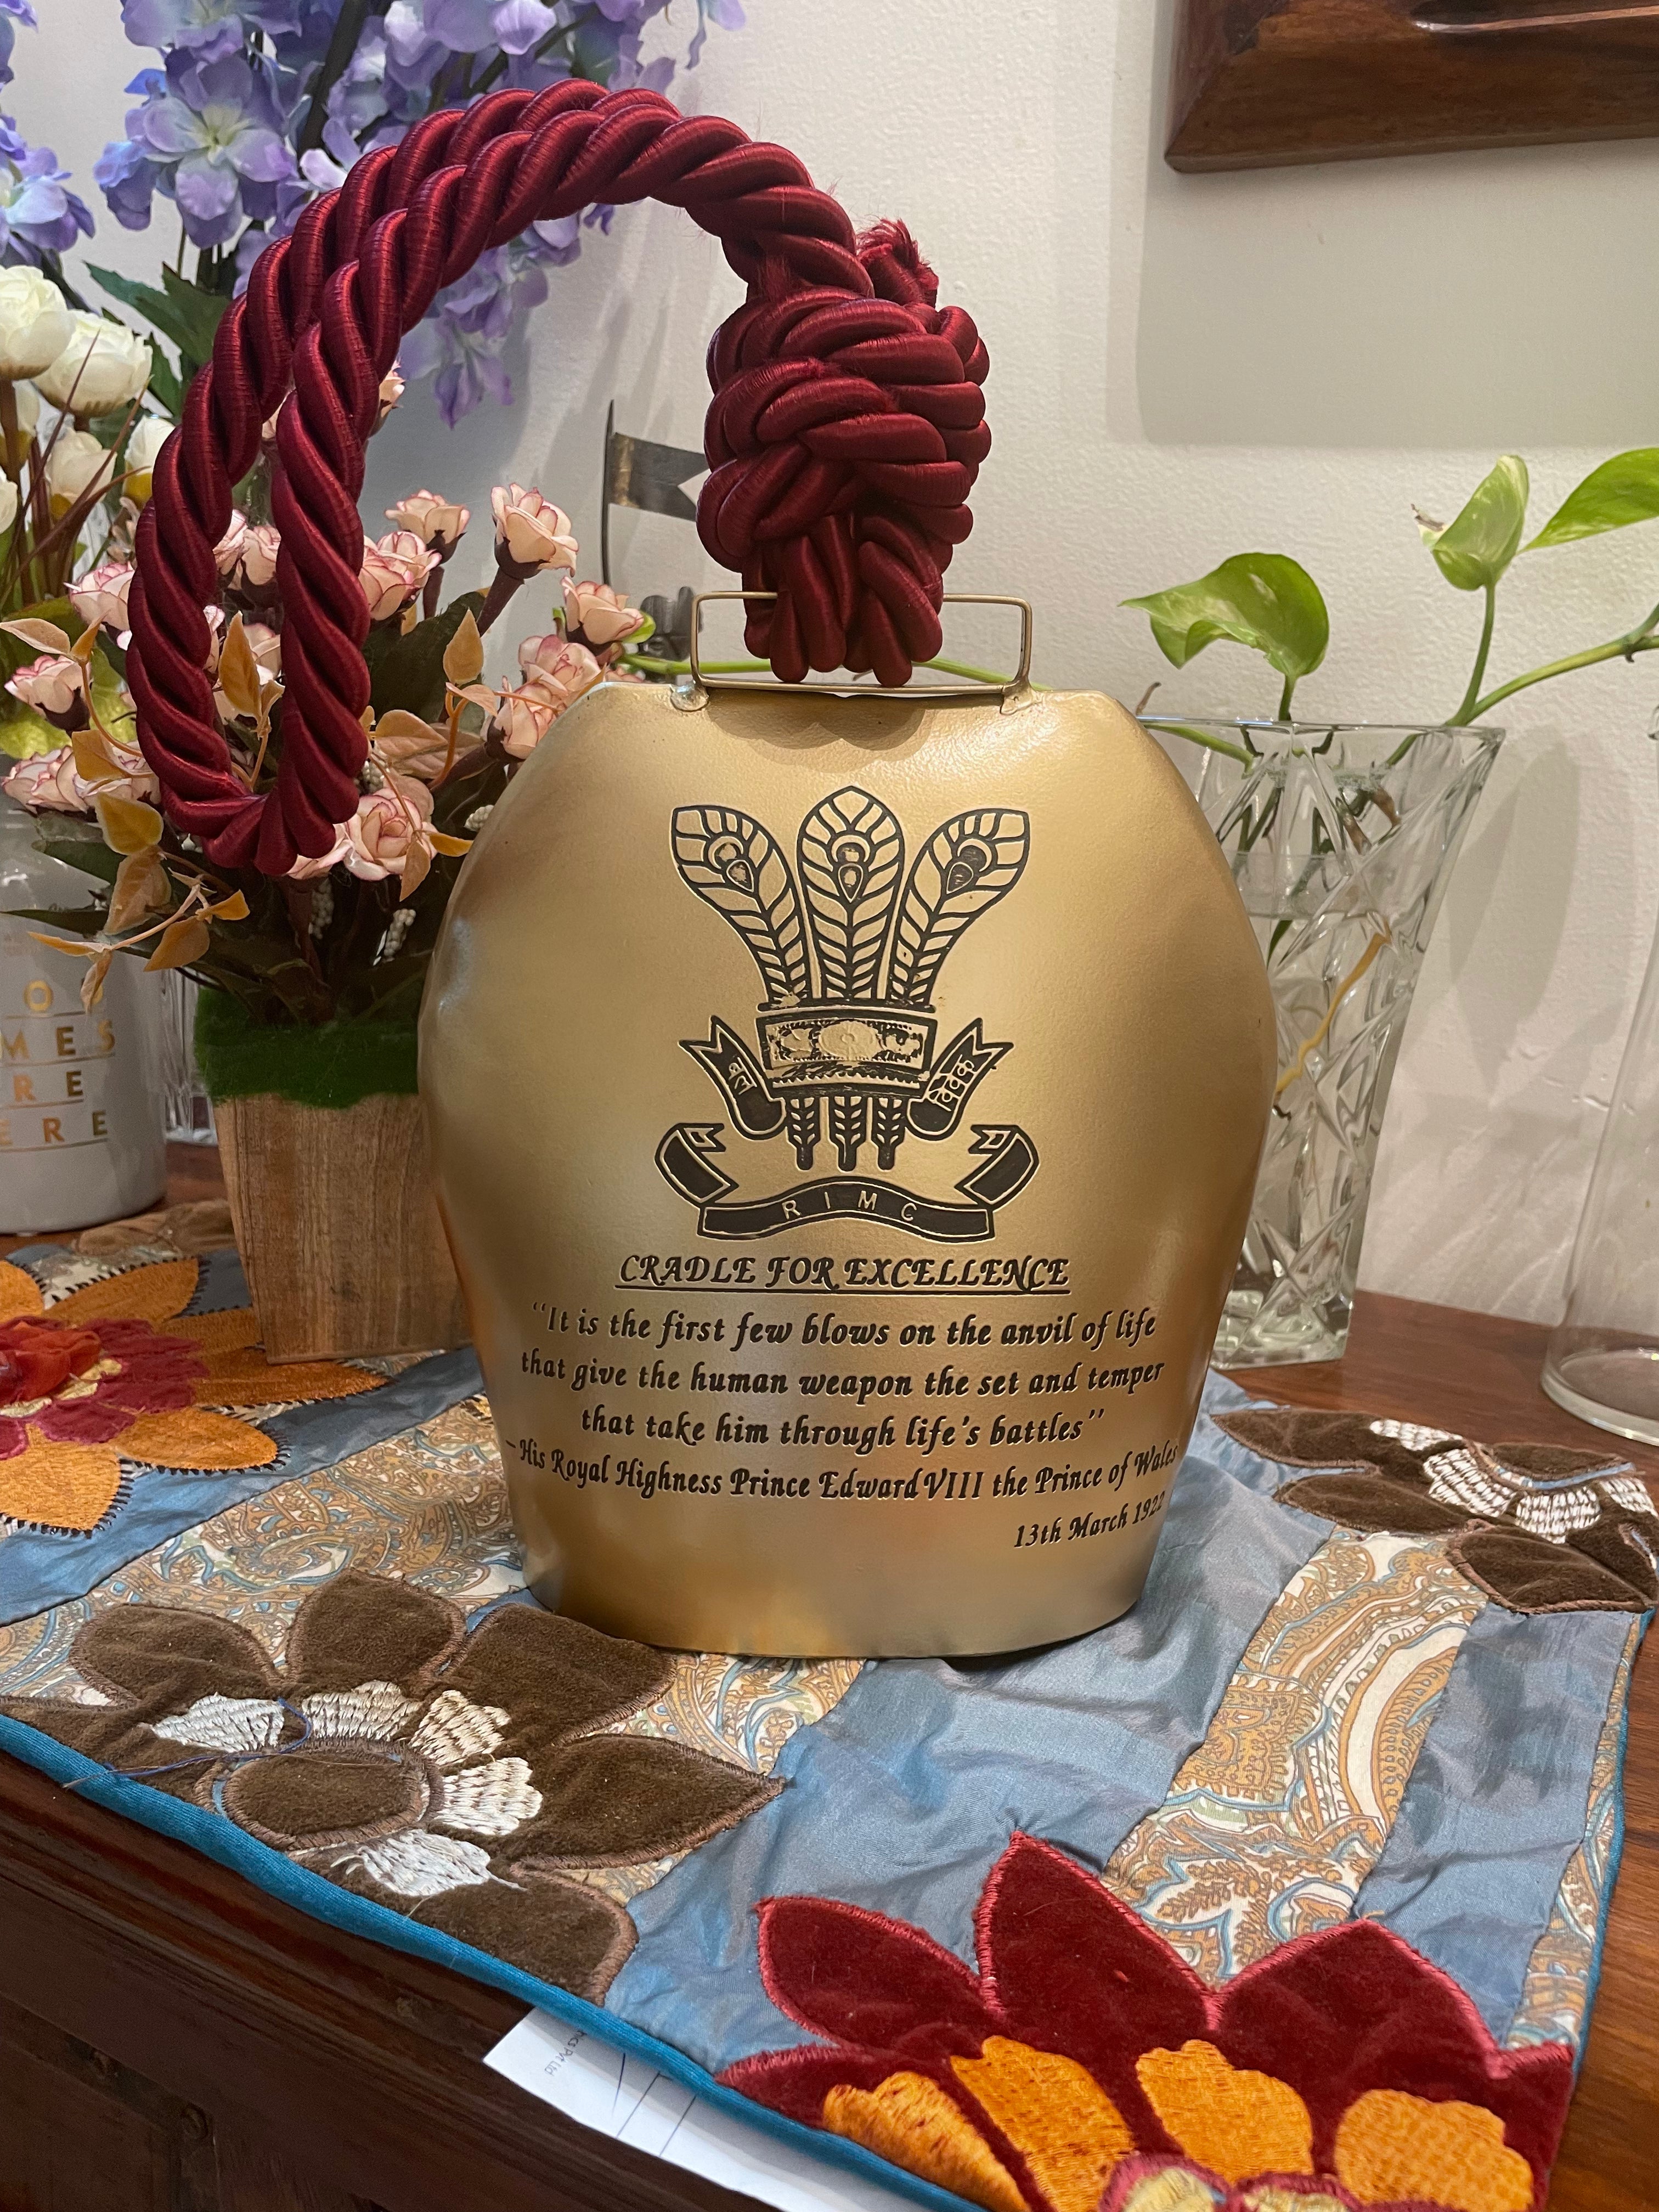 बल
विवेक
R I M C
CRADLE FOR EXCELLENCE
"It is the first few blows on the anvil of life
that give the human weapon the set and temper
that take him through life's battles"
– His Royal Highness Prince Edward VIII the Prince of Wales
13th March 1922